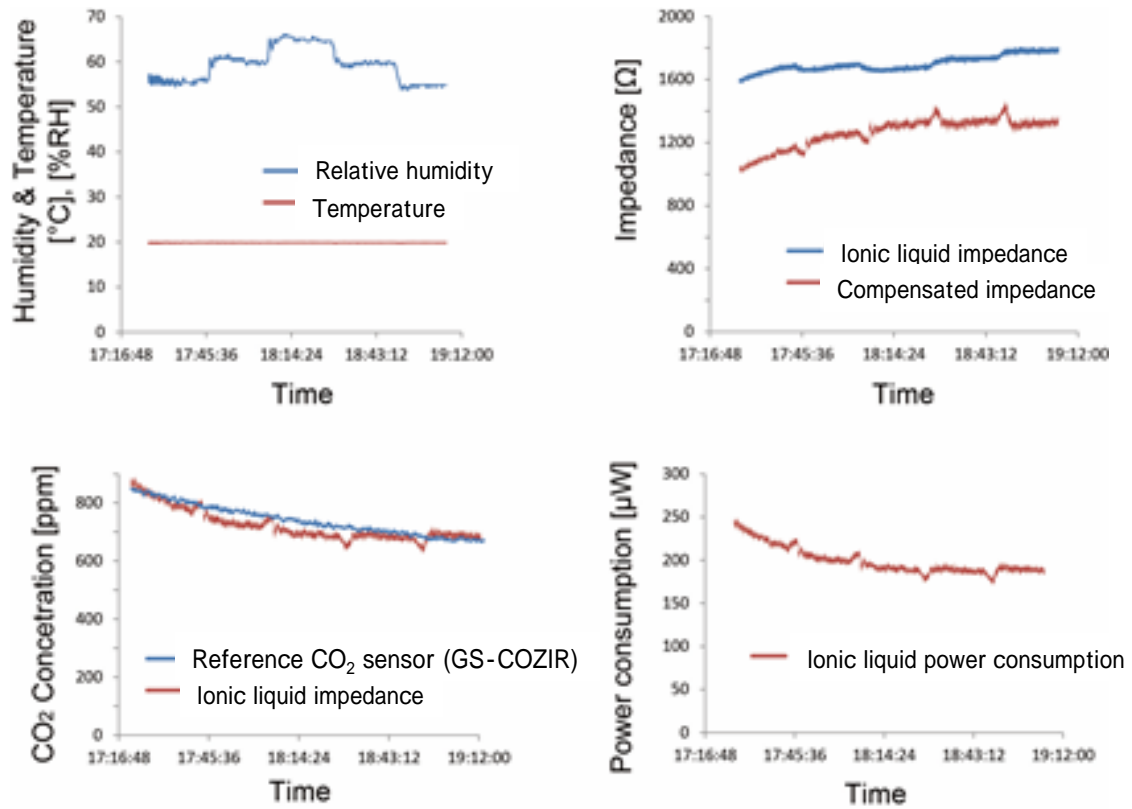 Humidity & Temperature
[°C], [%RH]
70
60
50
40
30
20
10
0
Relative humidity
Temperature
17:16:48 17:45:36 18:14:24 18:43:12 19:12:00
Time
Impedance [Ω]
2000
1600
1200
800
400
0
Ionic liquid impedance
Compensated impedance
17:16:48 17:45:36 18:14:24 18:43:12 19:12:00
Time
CO₂ Concetration [ppm]
800
600
400
200
0
Reference CO₂ sensor (GS-COZIR)
Ionic liquid impedance
17:16:48 17:45:36 18:14:24 18:43:12 19:12:00
Time
Power consumption [µW]
300
250
200
150
100
50
0
Ionic liquid power consumption
17:16:48 17:45:36 18:14:24 18:43:12 19:12:00
Time